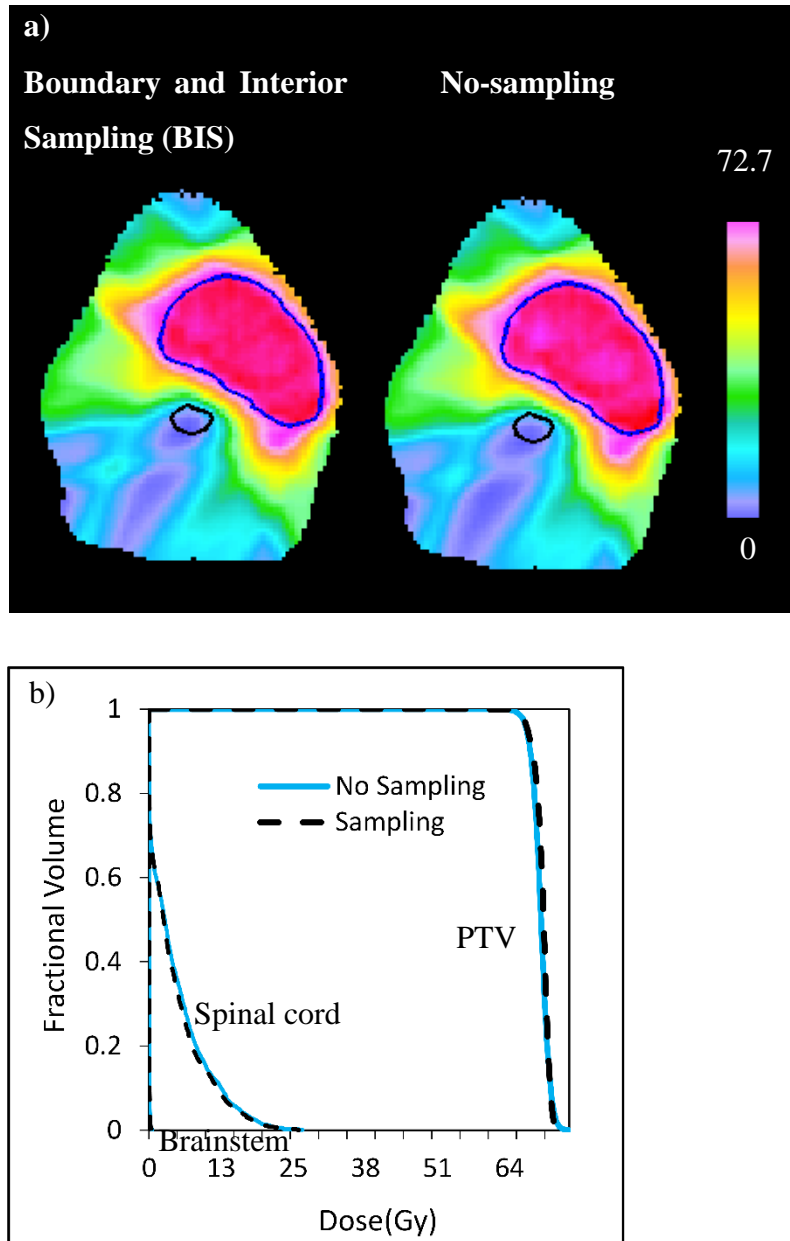 a)
Boundary and Interior
Sampling (BIS)
No-sampling
72.7
0
b)
1
0.8
0.6
0.4
0.2
0
Fractional Volume
No Sampling
Sampling
PTV
Spinal cord
Brainstem
0 13 25 38 51 64
Dose(Gy)